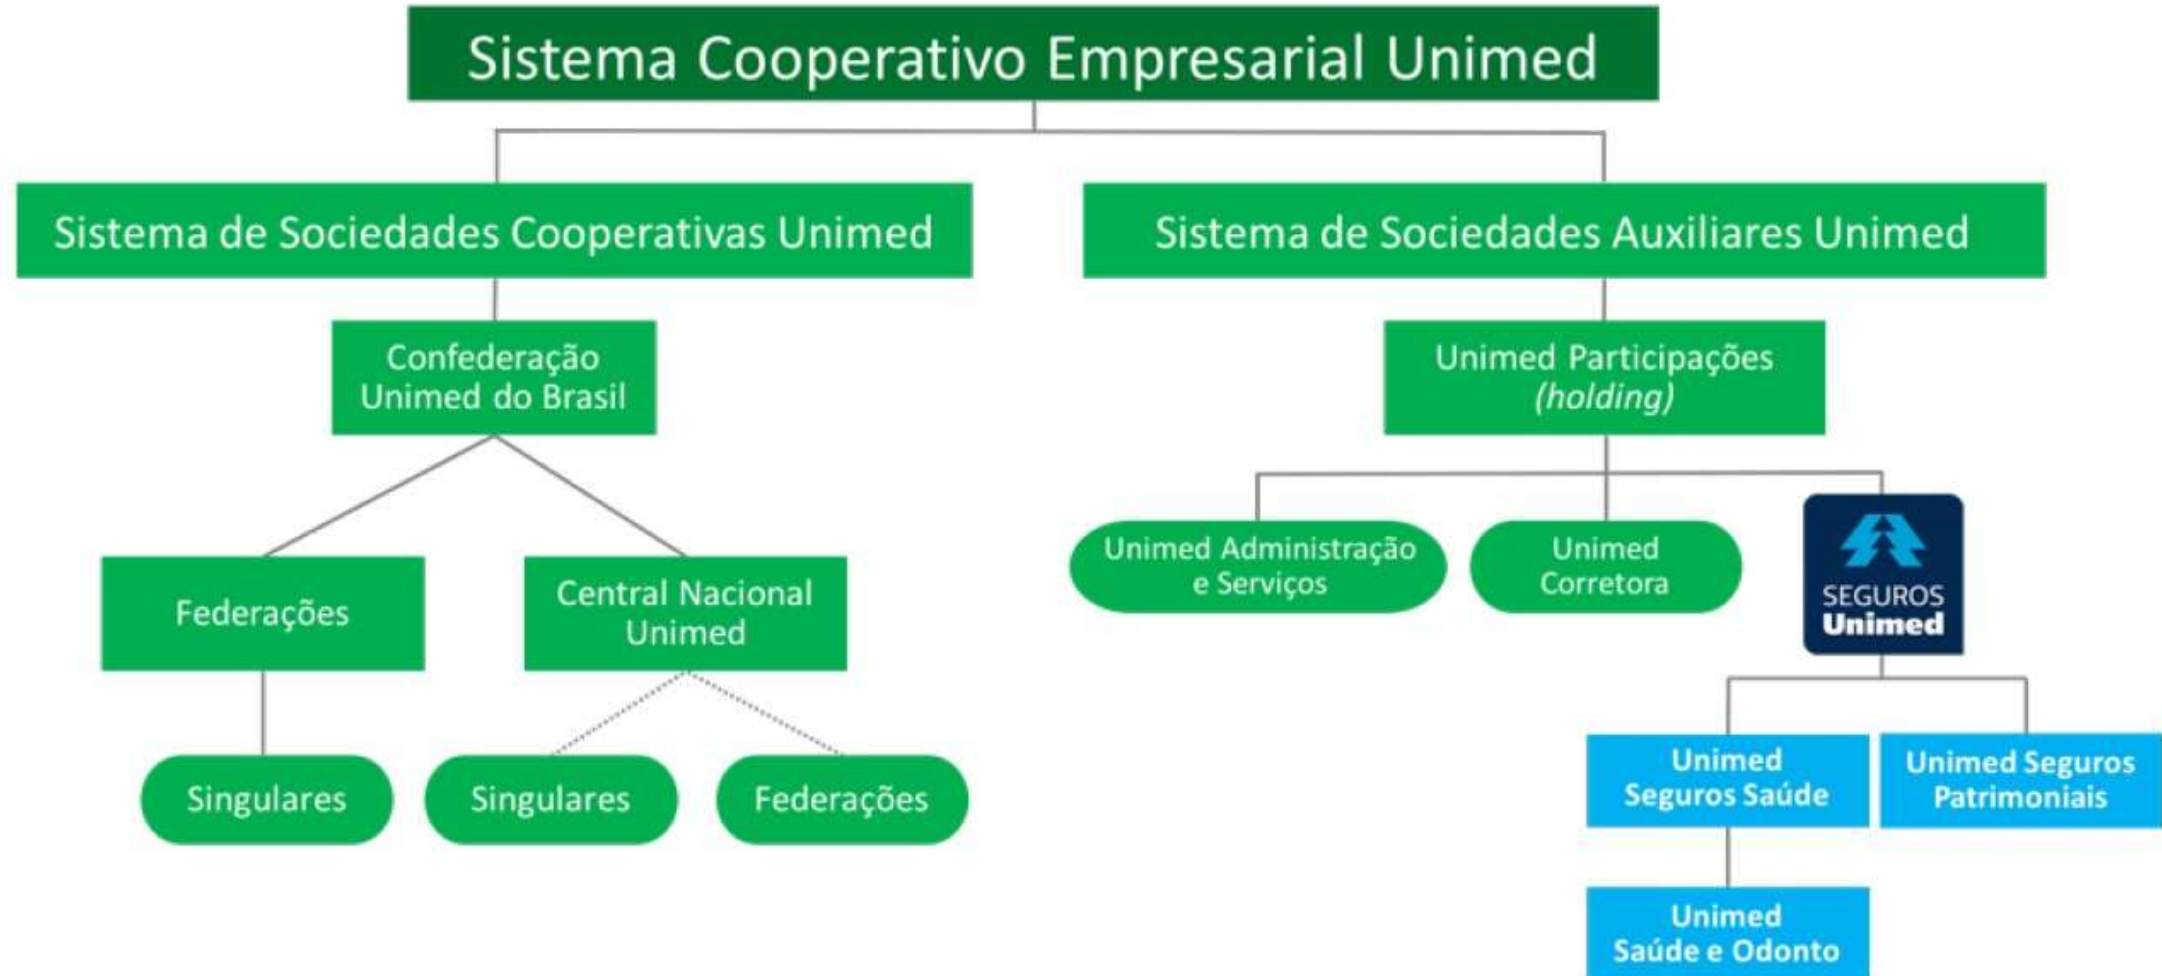 Sistema Cooperativo Empresarial Unimed
Sistema de Sociedades Cooperativas Unimed
Sistema de Sociedades Auxiliares Unimed
Confederação
Unimed do Brasil
Unimed Participações
(holding)
Federações
Central Nacional
Unimed
Unimed Administração
e Serviços
Unimed
Corretora
SEGUROS
Unimed
Singulares
Singulares
Federações
Unimed
Seguros Saúde
Unimed Seguros
Patrimoniais
Unimed
Saúde e Odonto